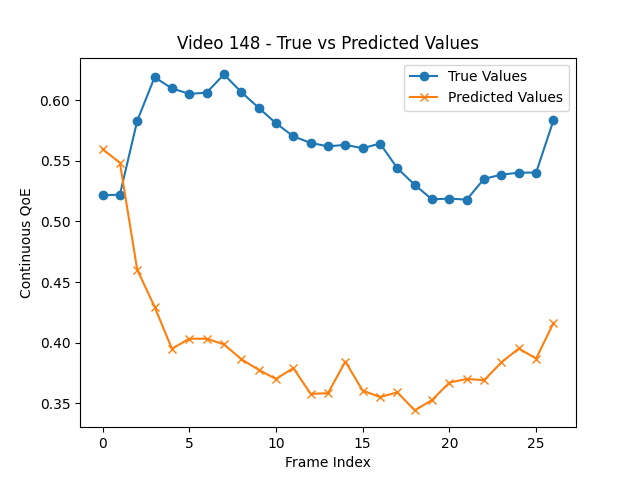 Video 148 - True vs Predicted Values
True Values
Predicted Values
Continuous QoE
0.60
0.55
0.50
0.45
0.40
0.35
0 5 10 15 20 25
Frame Index